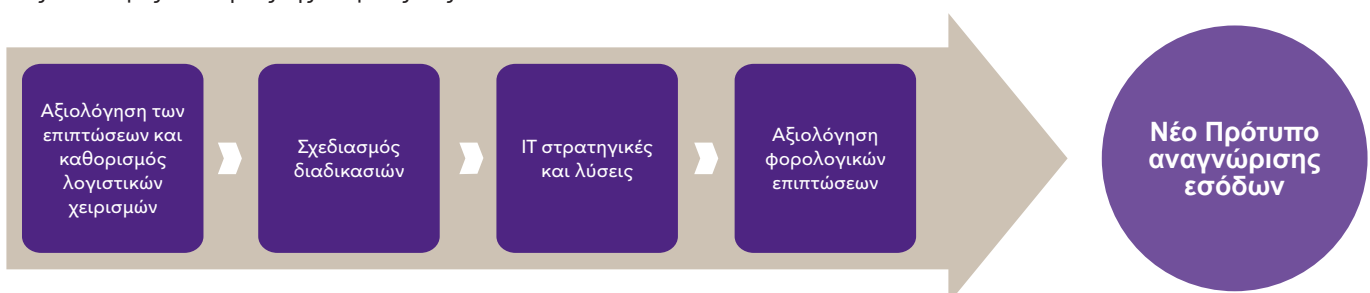 Αξιολόγηση των
επιπτώσεων και
καθορισμός
λογιστικών
χειρισμών
Σχεδιασμός
διαδικασιών
IT στρατηγικές
και λύσεις
Αξιολόγηση
φορολογικών
επιπτώσεων
Νέο Πρότυπο
αναγνώρισης
εσόδων